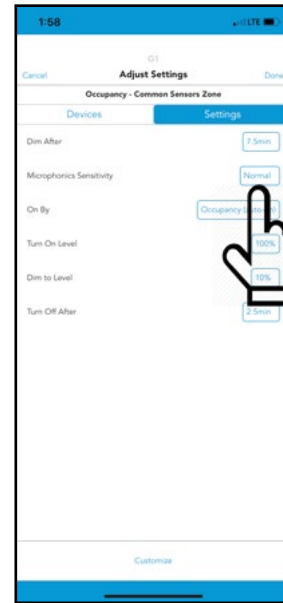 1:58
LTE
G1
Cancel Adjust Settings Done
Occupancy - Common Sensors Zone
Devices Settings
Dim After 7.5min
Microphonics Sensitivity Normal
On By Occupancy
Turn On Level 100%
Dim to Level 10%
Turn Off After 2.5min
Customize